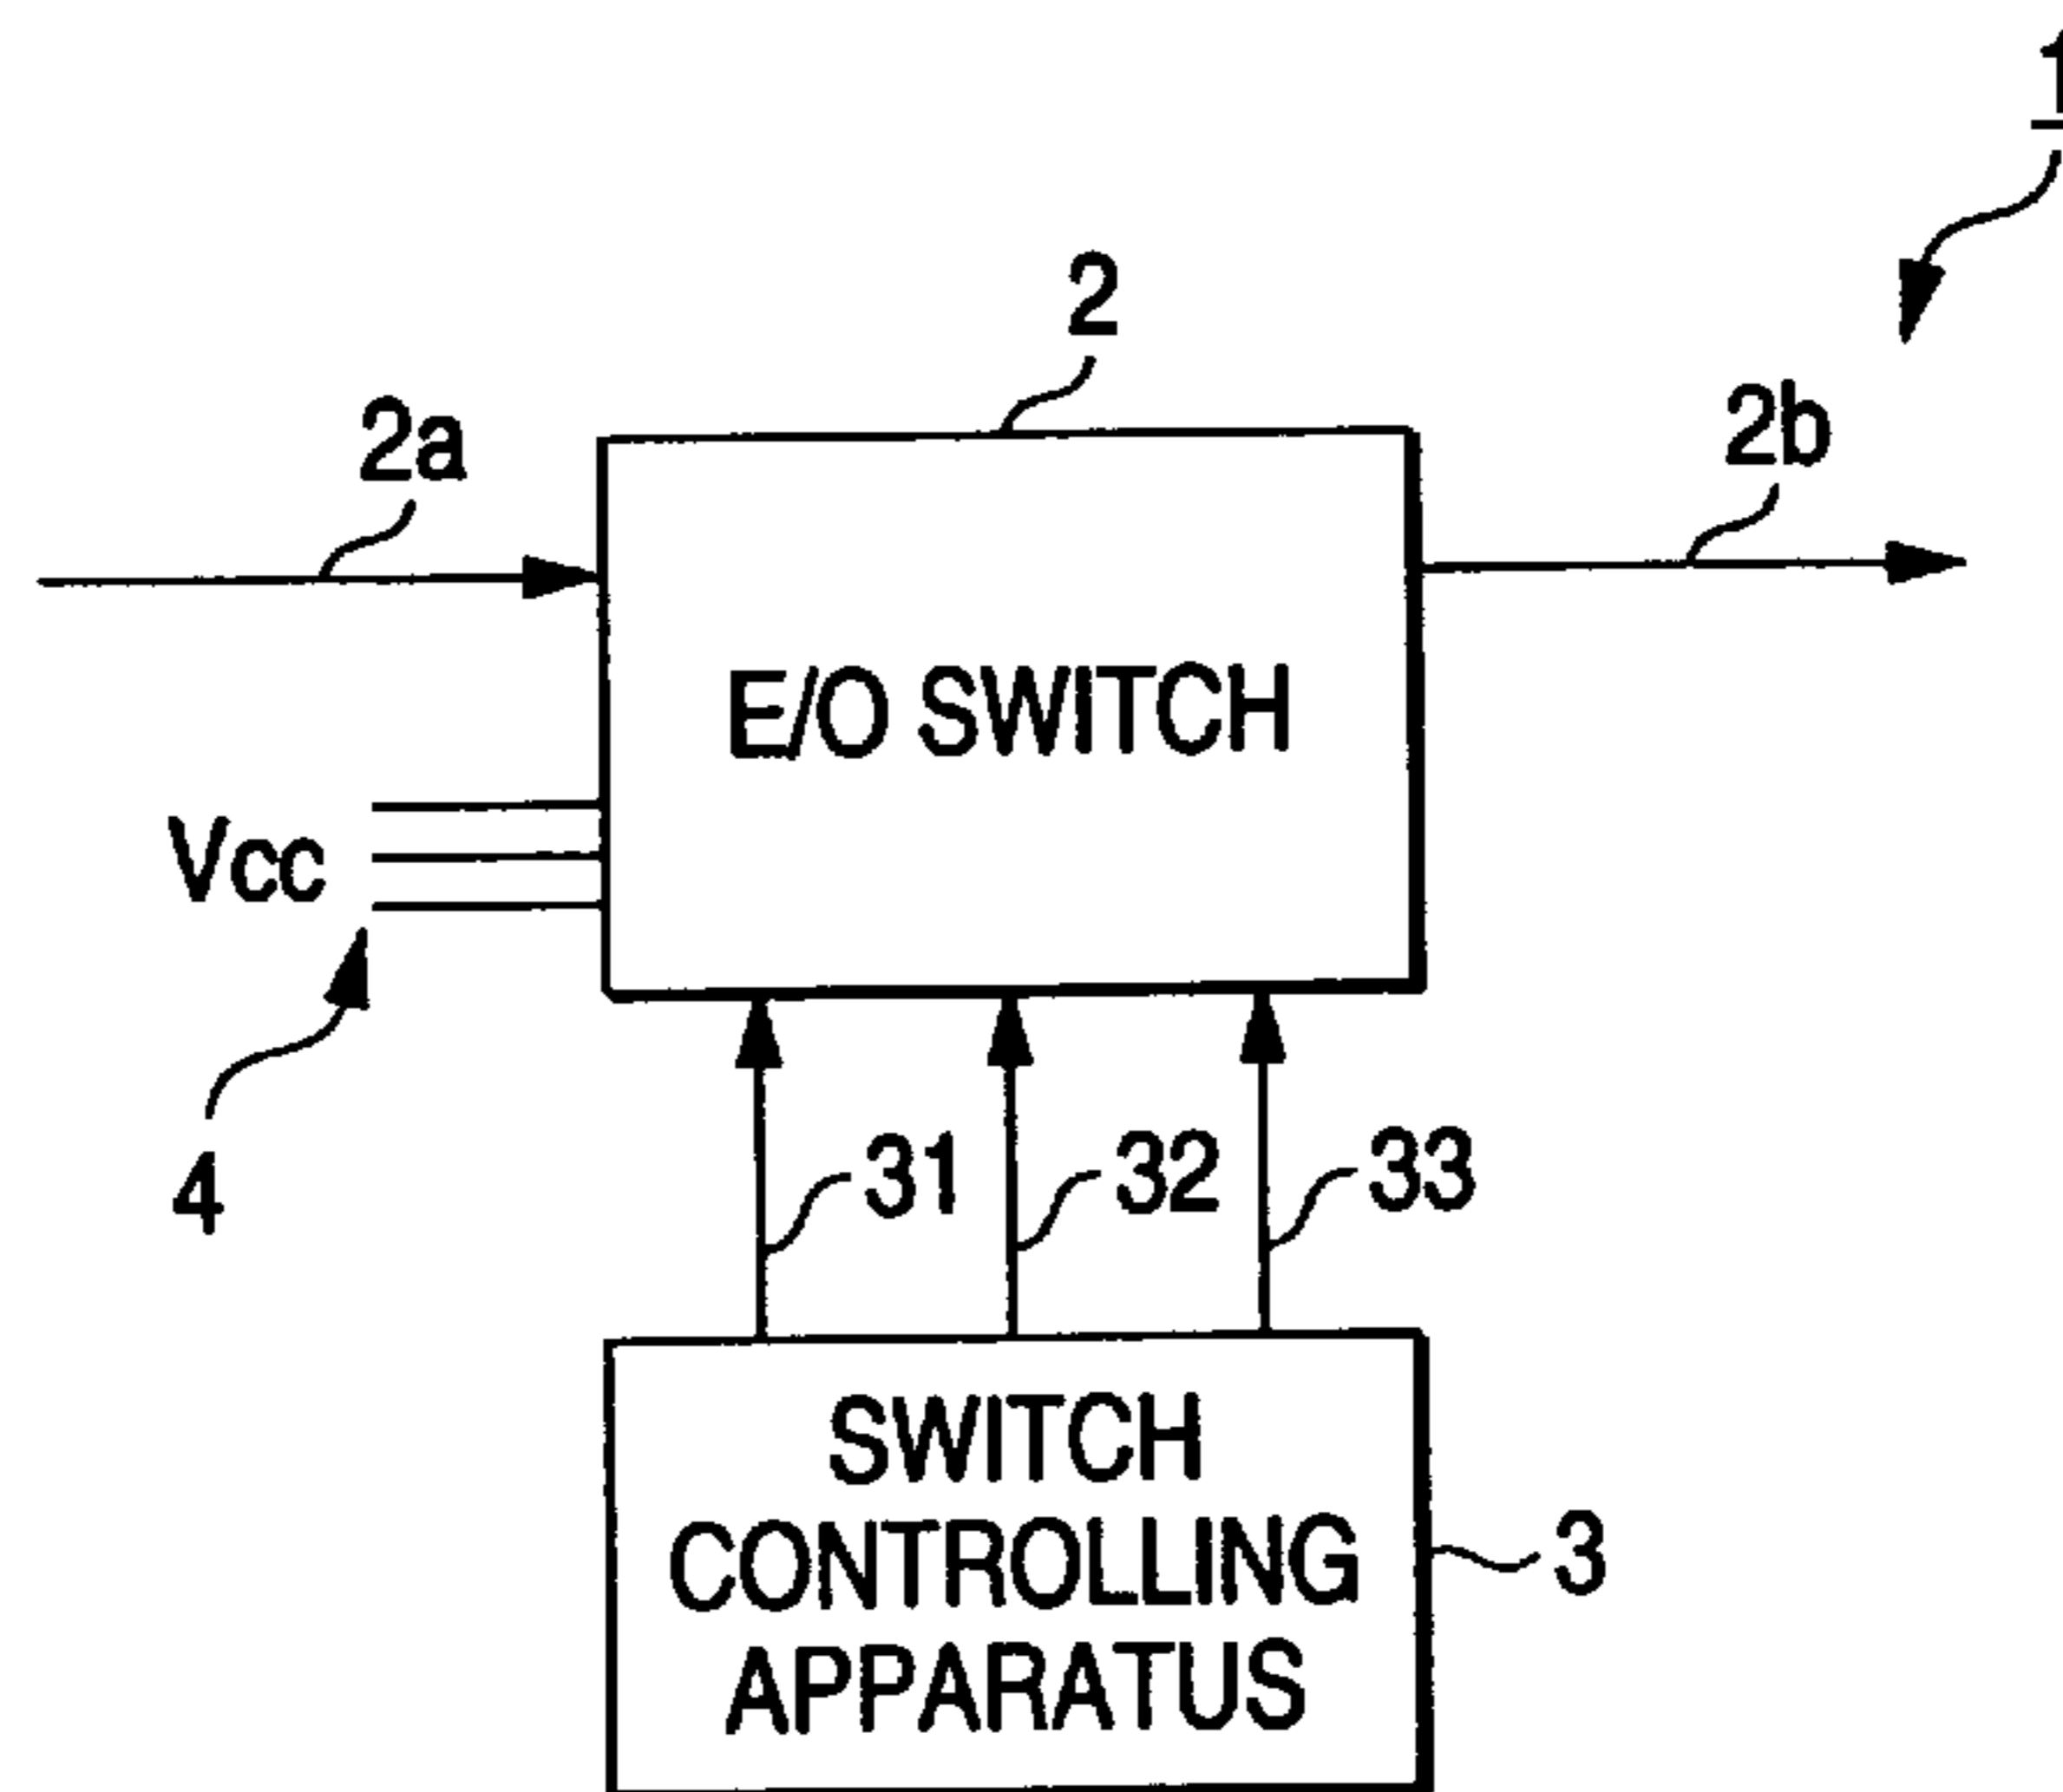 1
2
2a
2b
E/O SWITCH
Vcc
4
31
32
33
SWITCH
CONTROLLING
APPARATUS
3